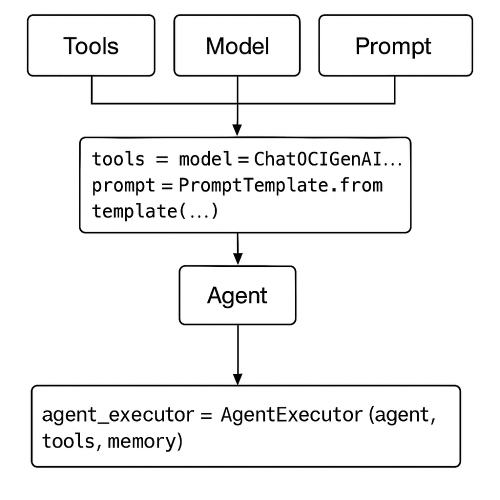 Tools
Model
Prompt
tools = model = ChatOCIGenAI...
prompt = PromptTemplate.from
template(...)
Agent
agent_executor = AgentExecutor (agent,
tools, memory)